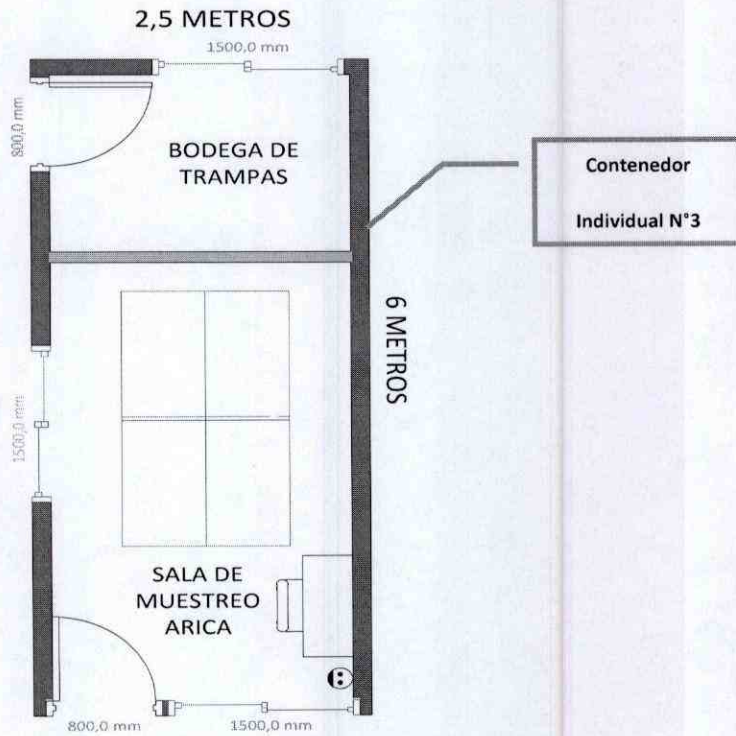 2,5 METROS
1500,0 mm
800,0 mm
BODEGA DE
TRAMPAS
Contenedor
Individual N°3
6 METROS
1500,0 mm
SALA DE
MUESTREO
ARICA
800,0 mm
1500,0 mm